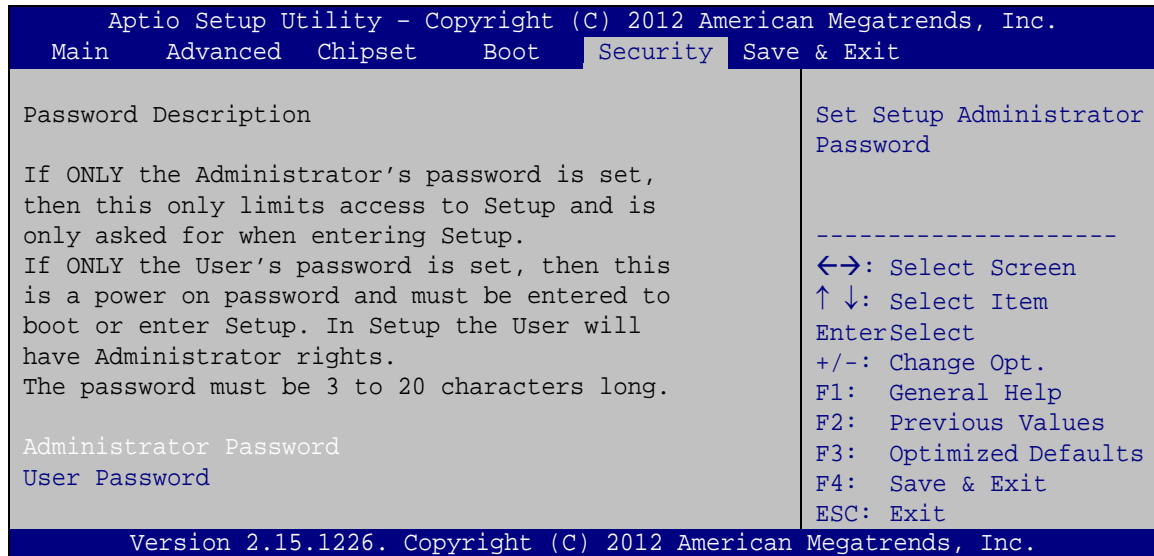 Aptio Setup Utility – Copyright (C) 2012 American Megatrends, Inc.
Main Advanced Chipset Boot Security Save & Exit
Password Description
If ONLY the Administrator’s password is set,
then this only limits access to Setup and is
only asked for when entering Setup.
If ONLY the User’s password is set, then this
is a power on password and must be entered to
boot or enter Setup. In Setup the User will
have Administrator rights.
The password must be 3 to 20 characters long.
Administrator Password
User Password
Set Setup Administrator
Password
----------------------
←→: Select Screen
↑ ↓: Select Item
EnterSelect
+/-: Change Opt.
F1: General Help
F2: Previous Values
F3: Optimized Defaults
F4: Save & Exit
ESC: Exit
Version 2.15.1226. Copyright (C) 2012 American Megatrends, Inc.